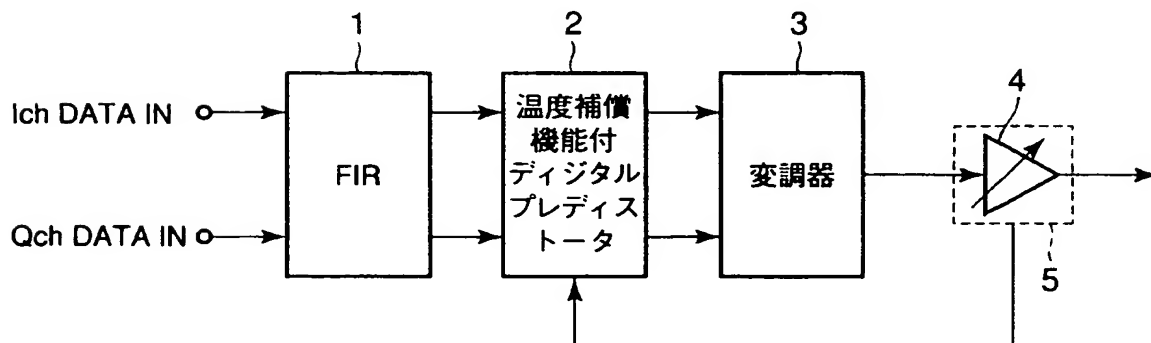 1
2
3
4
Ich DATA IN
Qch DATA IN
FIR
温度補償
機能付
ディジタル
プレディス
トータ
変調器
5